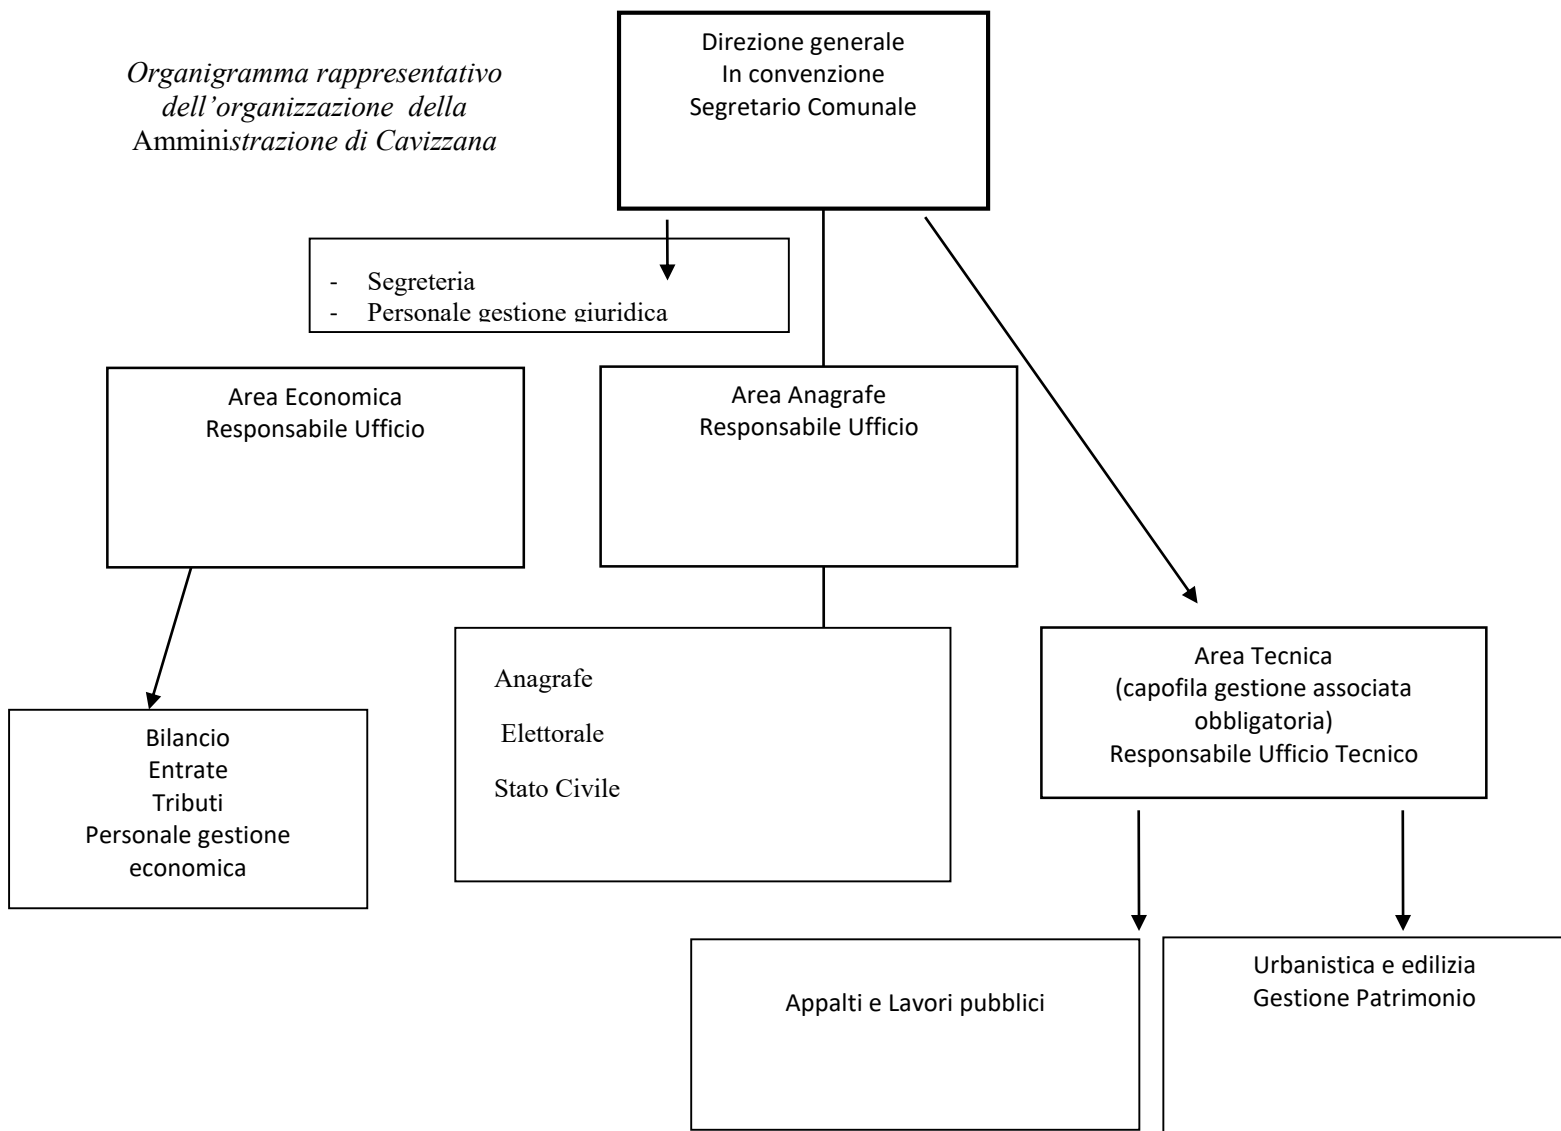 Organigramma rappresentativo
dell’organizzazione della
Amministrazione di Cavizzana
Direzione generale
In convenzione
Segretario Comunale
- Segreteria
- Personale gestione giuridica
Area Economica
Responsabile Ufficio
Area Anagrafe
Responsabile Ufficio
Anagrafe
Elettorale
Stato Civile
Area Tecnica
(capofila gestione associata
obbligatoria)
Responsabile Ufficio Tecnico
Bilancio
Entrate
Tributi
Personale gestione
economica
Appalti e Lavori pubblici
Urbanistica e edilizia
Gestione Patrimonio